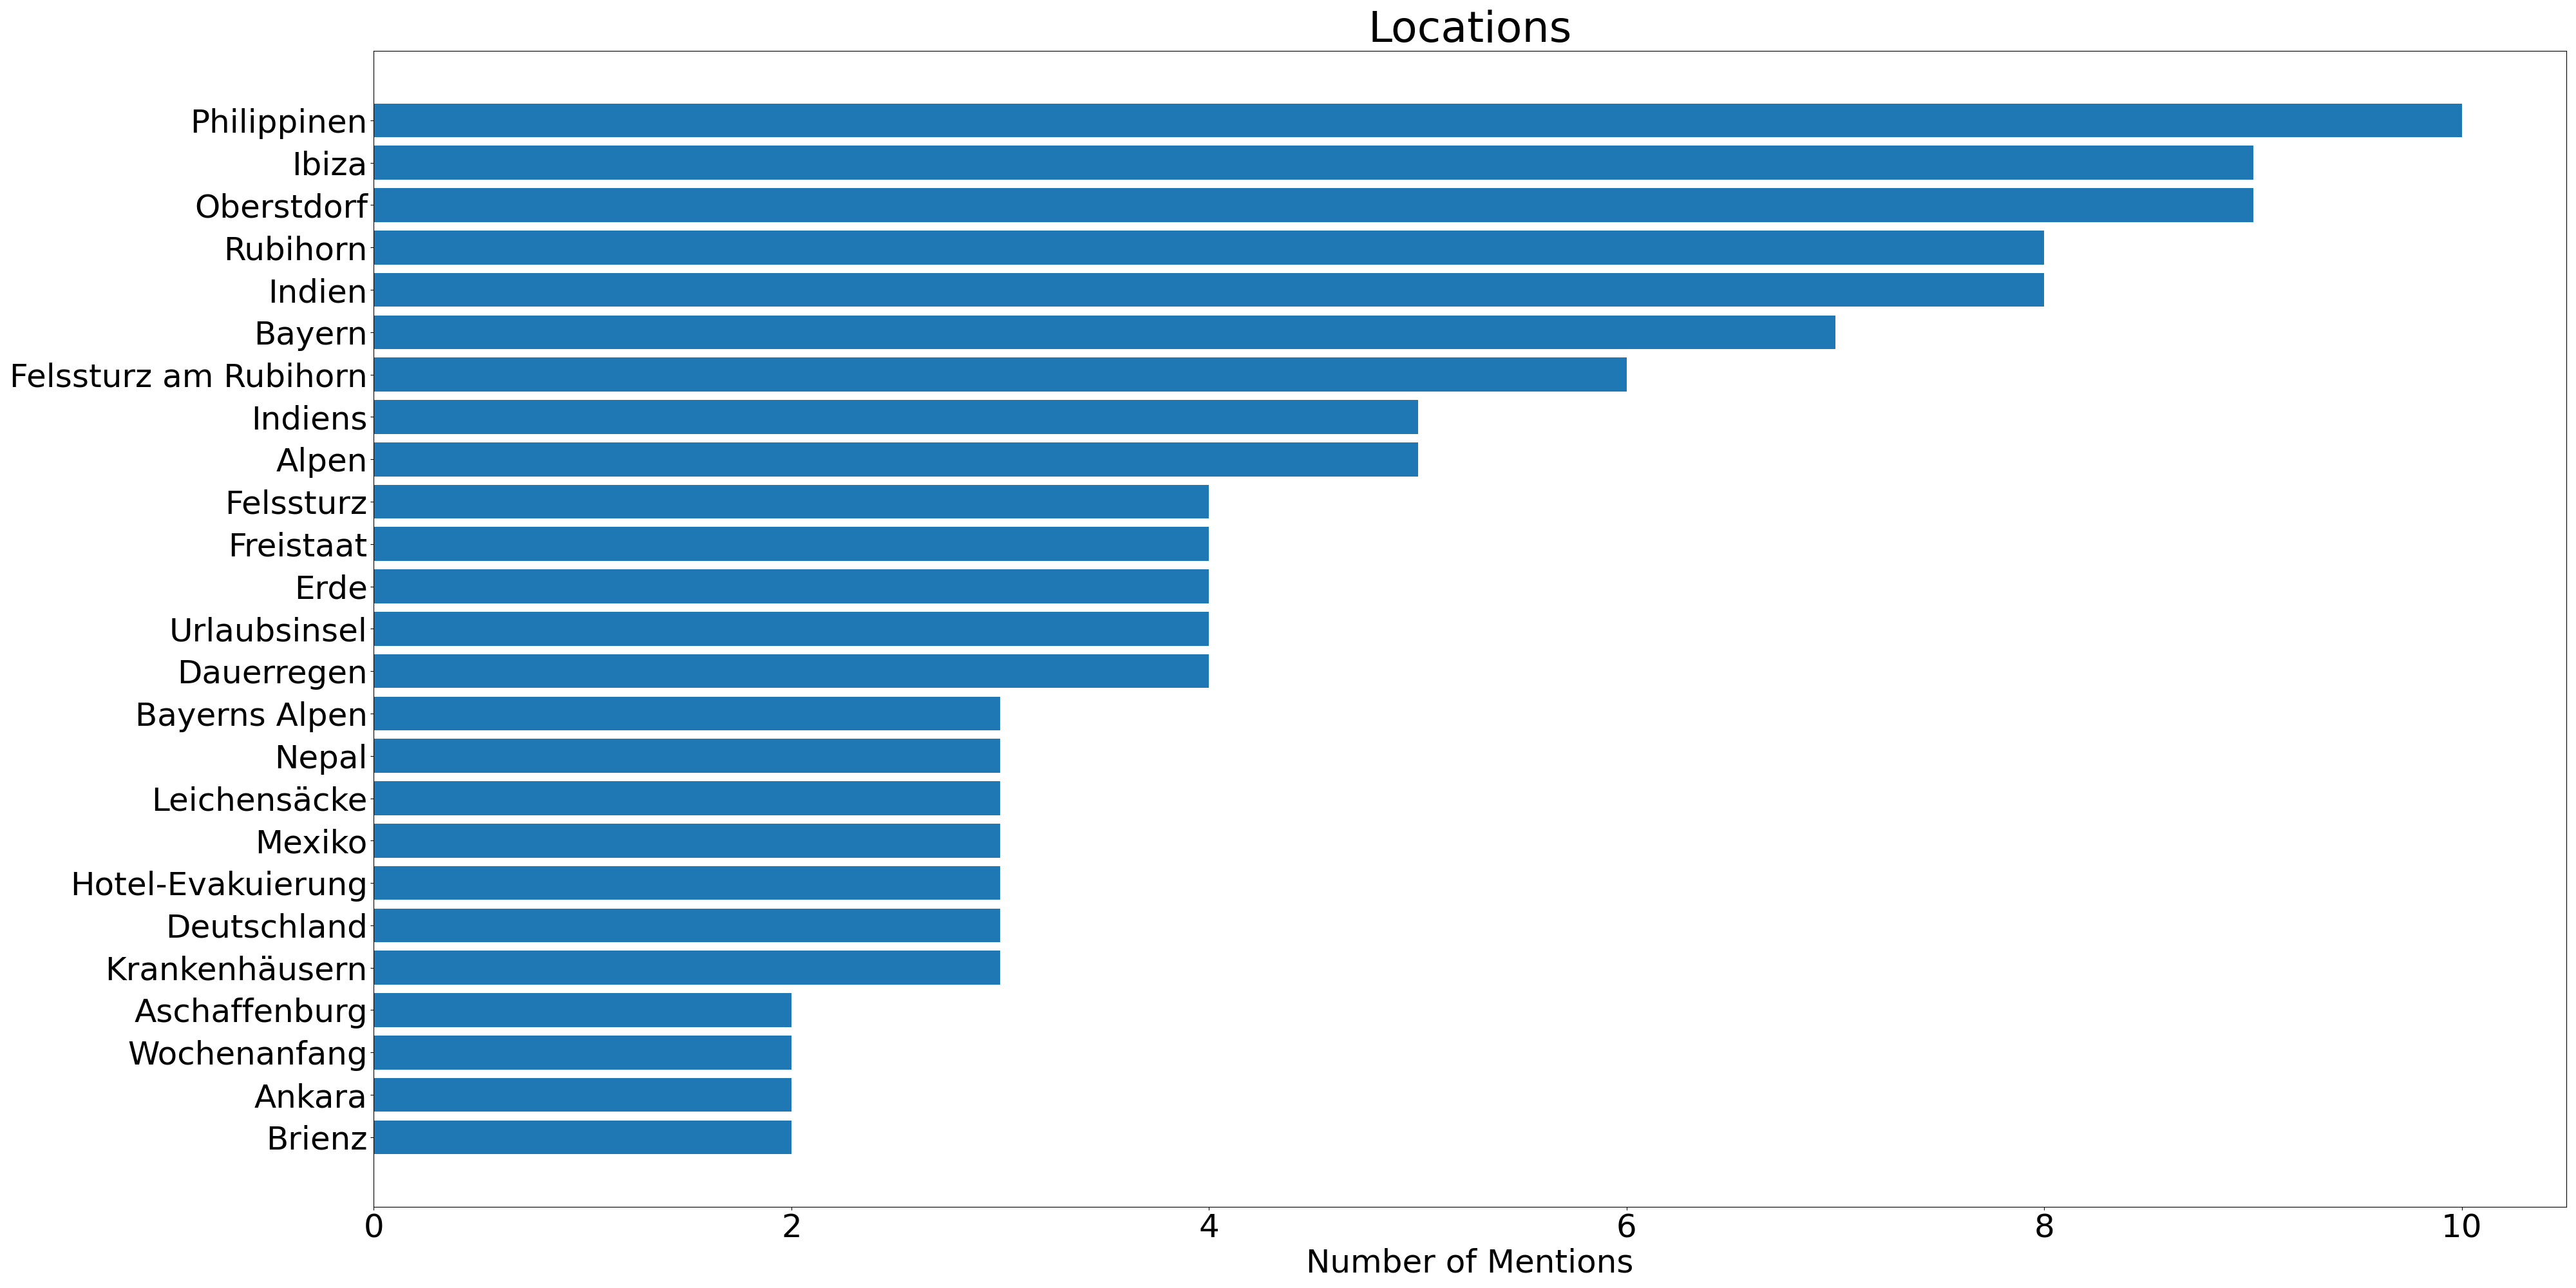 Locations
Philippinen
Ibiza
Oberstdorf
Rubihorn
Indien
Bayern
Felssturz am Rubihorn
Indiens
Alpen
Felssturz
Freistaat
Erde
Urlaubsinsel
Dauerregen
Bayerns Alpen
Nepal
Leichensäcke
Mexiko
Hotel-Evakuierung
Deutschland
Krankenhäusern
Aschaffenburg
Wochenanfang
Ankara
Brienz
0 2 4 6 8 10
Number of Mentions